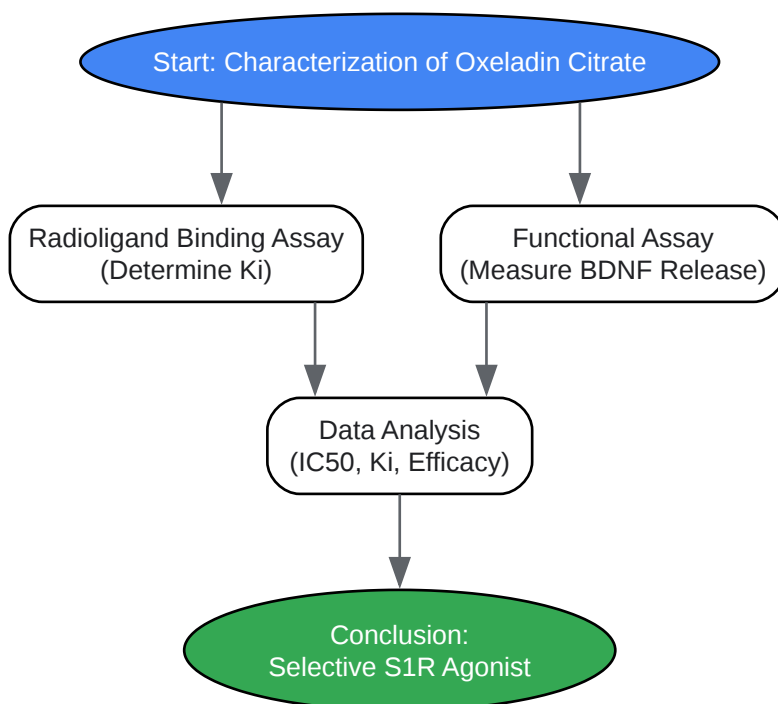 Start: Characterization of Oxeladin Citrate
Radioligand Binding Assay
(Determine Ki)
Functional Assay
(Measure BDNF Release)
Data Analysis
(IC50, Ki, Efficacy)
Conclusion:
Selective S1R Agonist